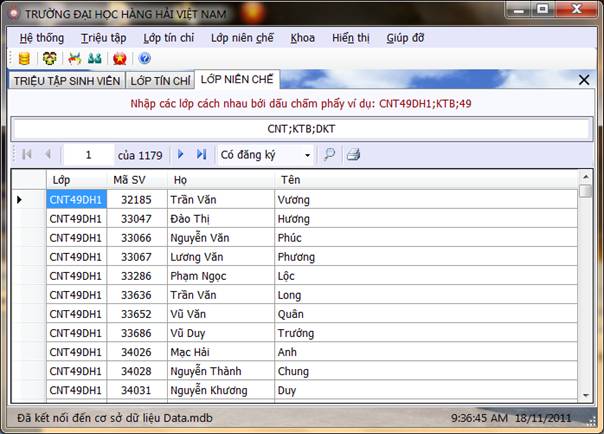 TRƯỜNG ĐẠI HỌC HÀNG HẢI VIỆT NAM
Hệ thống Triệu tập Lớp tín chỉ Lớp niên chế Khoa Hiển thị Giúp đỡ
TRIỆU TẬP SINH VIÊN LỚP TÍN CHỈ LỚP NIÊN CHẾ
Nhập các lớp cách nhau bởi dấu chấm phẩy ví dụ: CNT49DH1;KTB;49
CNT;KTB;DKT
1 của 1179 Có đăng ký
Lớp Mã SV Họ Tên
CNT49DH1 32185 Trần Văn Vương
CNT49DH1 33047 Đào Thị Hương
CNT49DH1 33066 Nguyễn Văn Phúc
CNT49DH1 33067 Lương Văn Phương
CNT49DH1 33286 Phạm Ngọc Lộc
CNT49DH1 33636 Trần Văn Long
CNT49DH1 33652 Vũ Văn Quân
CNT49DH1 33686 Vũ Duy Trướng
CNT49DH1 34026 Mạc Hải Anh
CNT49DH1 34028 Nguyễn Thành Chung
CNT49DH1 34031 Nguyễn Khương Duy
Đã kết nối đến cơ sở dữ liệu Data.mdb 9:36:45 AM 18/11/2011